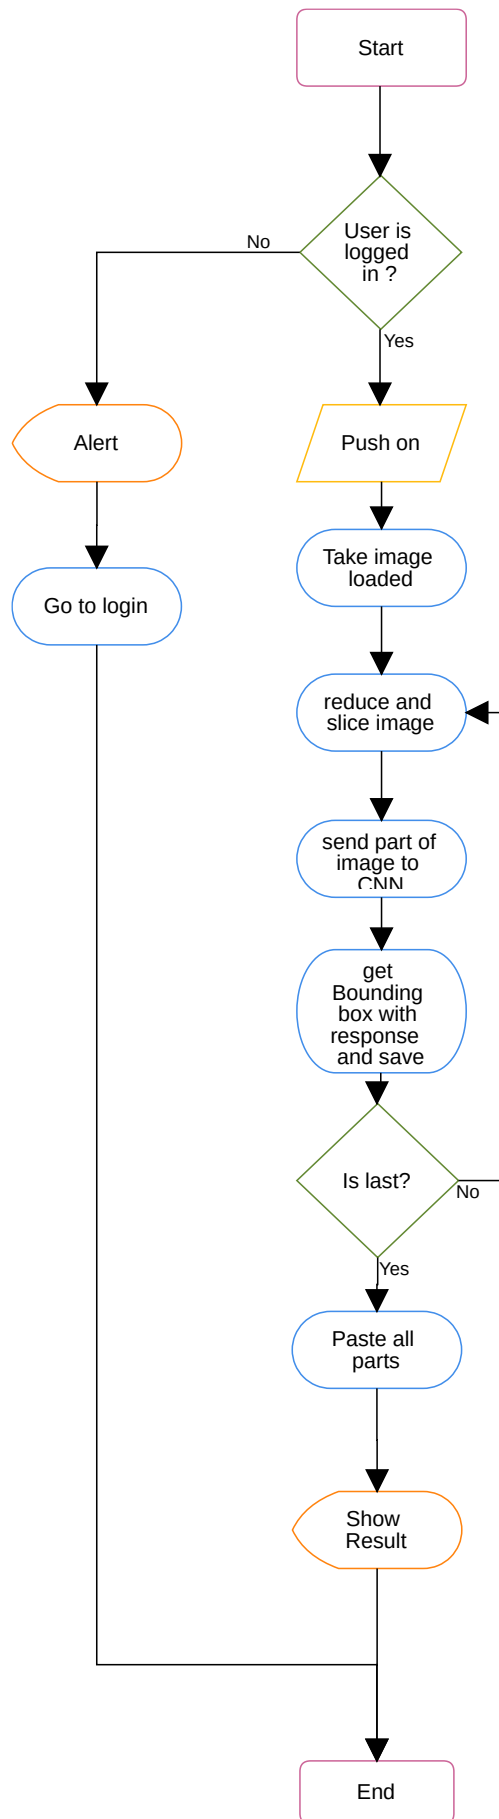 Start
User is
logged
in ?
No
Yes
Alert
Push on
Take image
loaded
Go to login
reduce and
slice image
send part of
image to
CNN
get
Bounding
box with
response
and save
Is last?
No
Yes
Paste all
parts
Show
Result
End